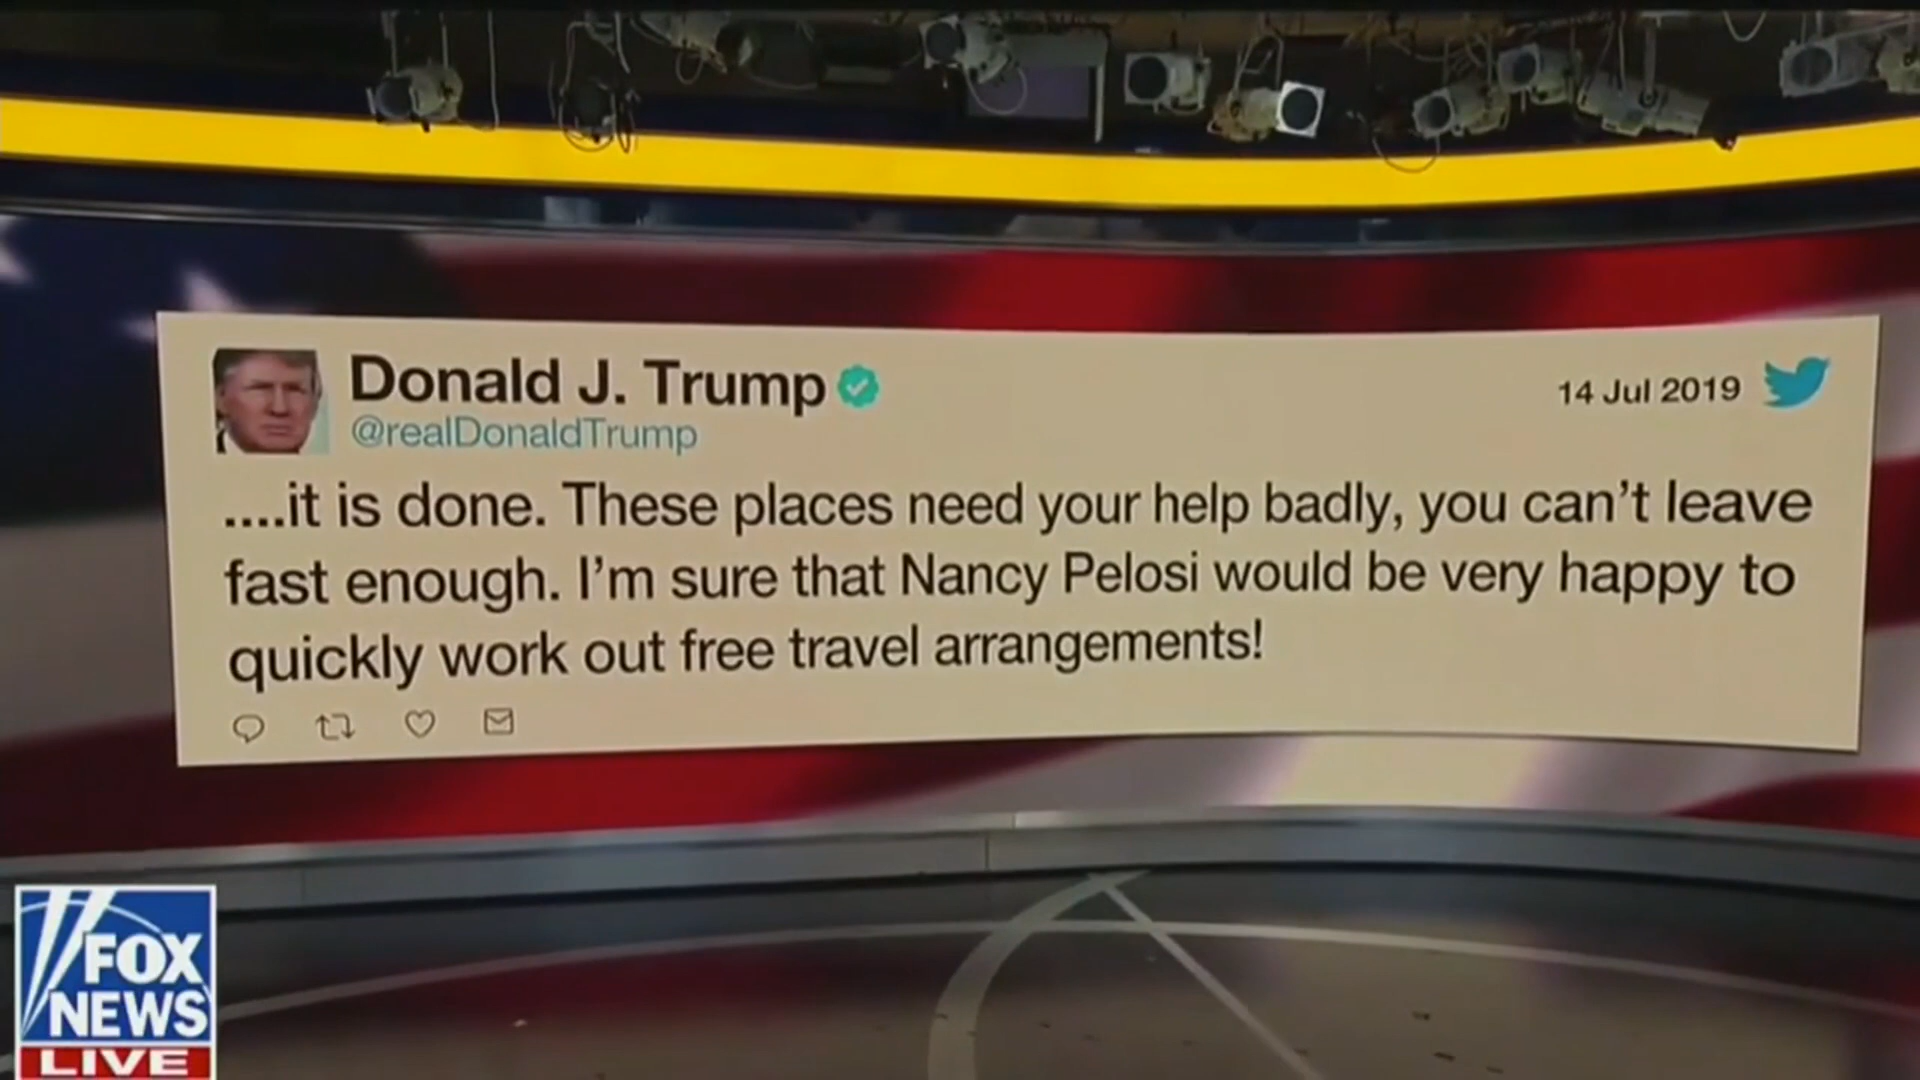 Donald J. Trump
14 Jul 2019
@realDonaldTrump
....it is done. These places need your help badly, you can't leave
fast enough. I'm sure that Nancy Pelosi would be very happy to
quickly work out free travel arrangements!
FOX
NEWS
LIVE